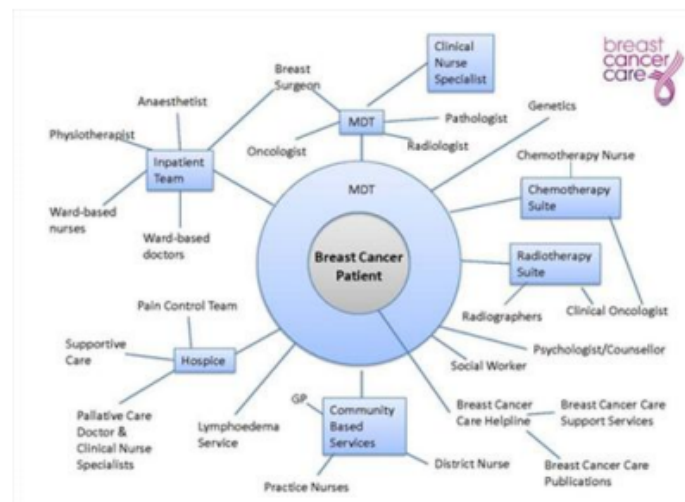 breast
cancer
care
Clinical
Nurse
Specialist
Breast
Surgeon
Anaesthetist
MDT
Pathologist
Genetics
Physiotherapist
Oncologist
Radiologist
Inpatient
Team
Chemotherapy Nurse
MDT
Chemotherapy
Suite
Ward-based
nurses
Ward-based
doctors
Breast Cancer
Patient
Radiotherapy
Suite
Pain Control Team
Radiographers
Clinical Oncologist
Supportive
Care
Hospice
Psychologist/Counsellor
Social Worker
GP
Community
Based
Services
Breast Cancer
Care Helpline
Breast Cancer Care
Support Services
Pallative Care
Doctor &
Clinical Nurse
Specialists
Lymphoedema
Service
District Nurse
Breast Cancer Care
Publications
Practice Nurses